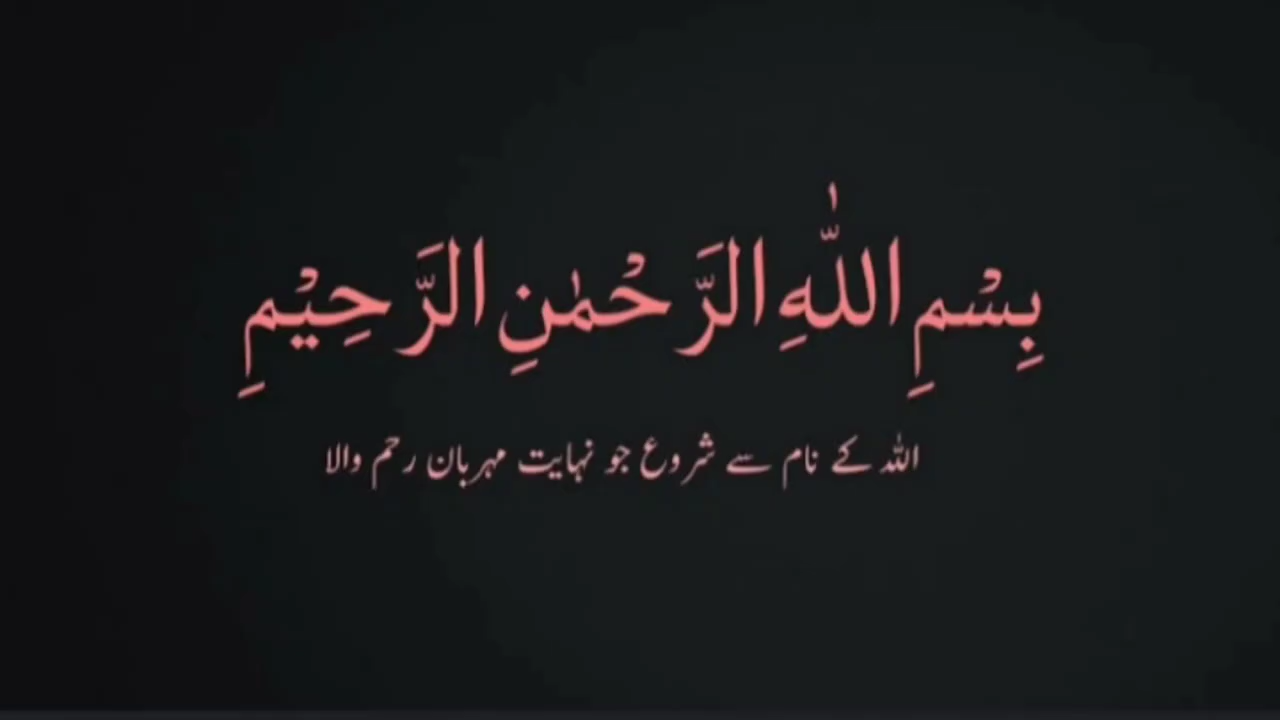 بِسْمِ اللّٰهِ الرَّحْمٰنِ الرَّحِيْمِ
اللہ کے نام سے شروع جو نہایت مہربان رحم والا